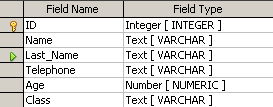 Field Name Field Type
ID Integer [ INTEGER ]
Name Text [ VARCHAR ]
Last_Name Text [ VARCHAR ]
Telephone Text [ VARCHAR ]
Age Number [ NUMERIC ]
Class Text [ VARCHAR ]